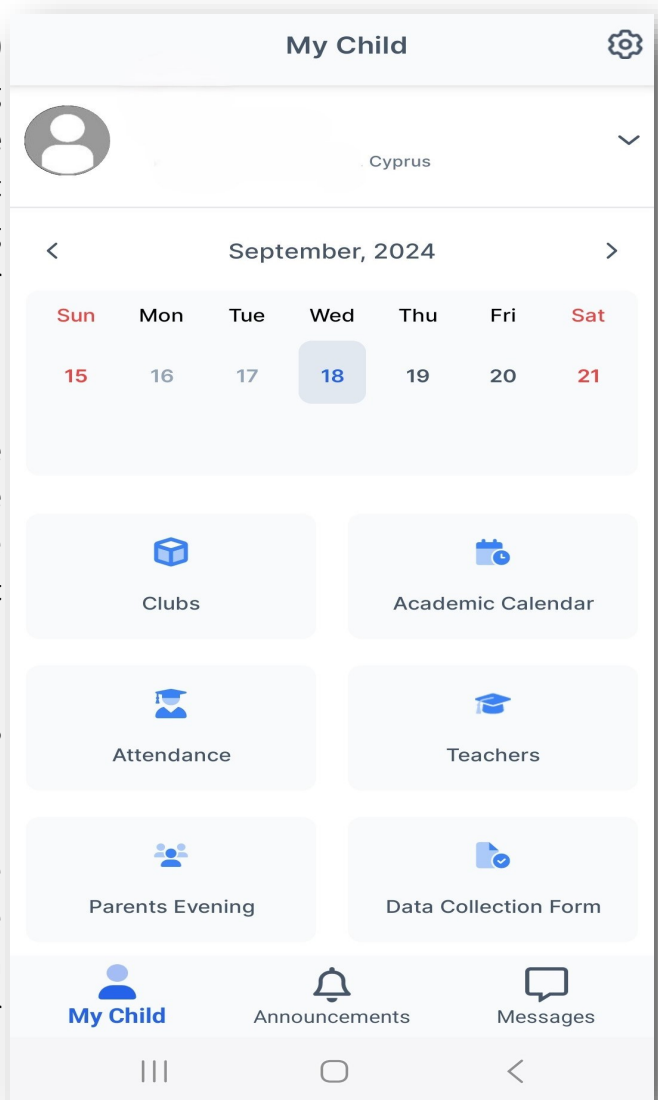 My Child
Cyprus
September, 2024
Sun Mon Tue Wed Thu Fri Sat
15 16 17 18 19 20 21
Clubs Academic Calendar
Attendance Teachers
Parents Evening Data Collection Form
My Child Announcements Messages